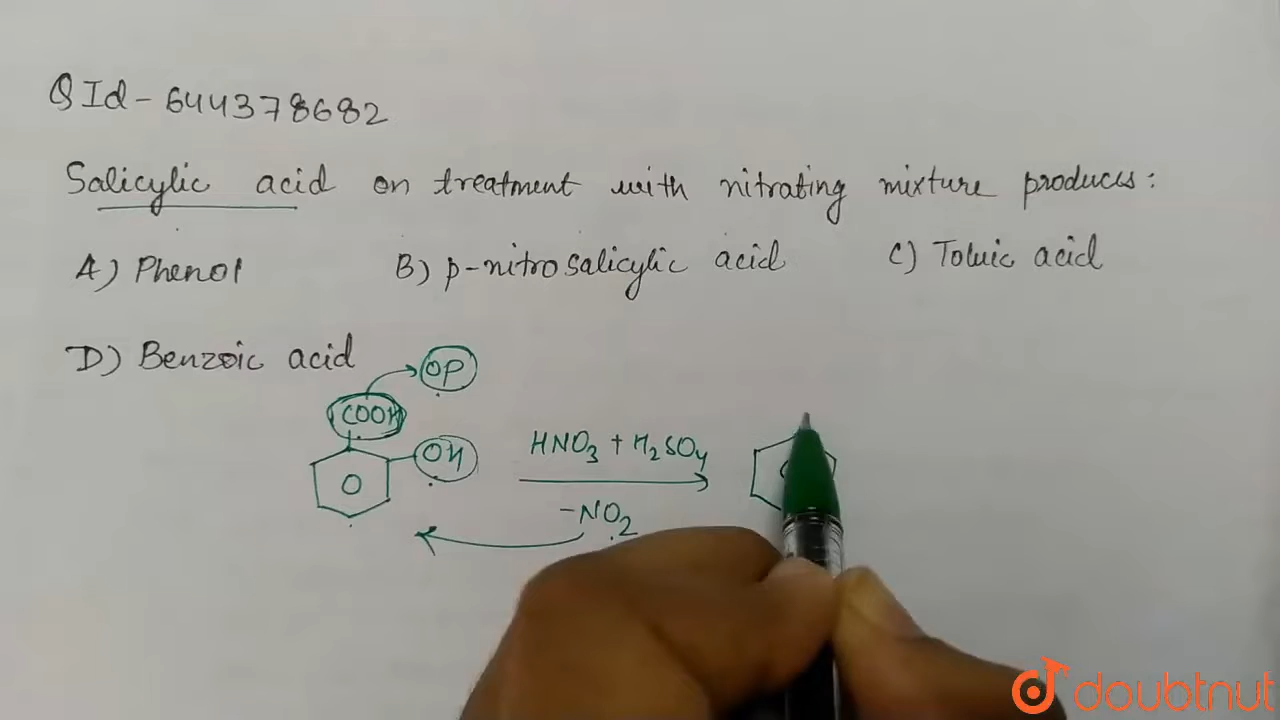 QId - 644378682
Salicylic acid on treatment with nitrating mixture produces :
A) Phenol B) p-nitrosalicylic acid C) Toluic acid
D) Benzoic acid
OP
COOH
OH
HNO3 + H2SO4
-NO2
doubtnut